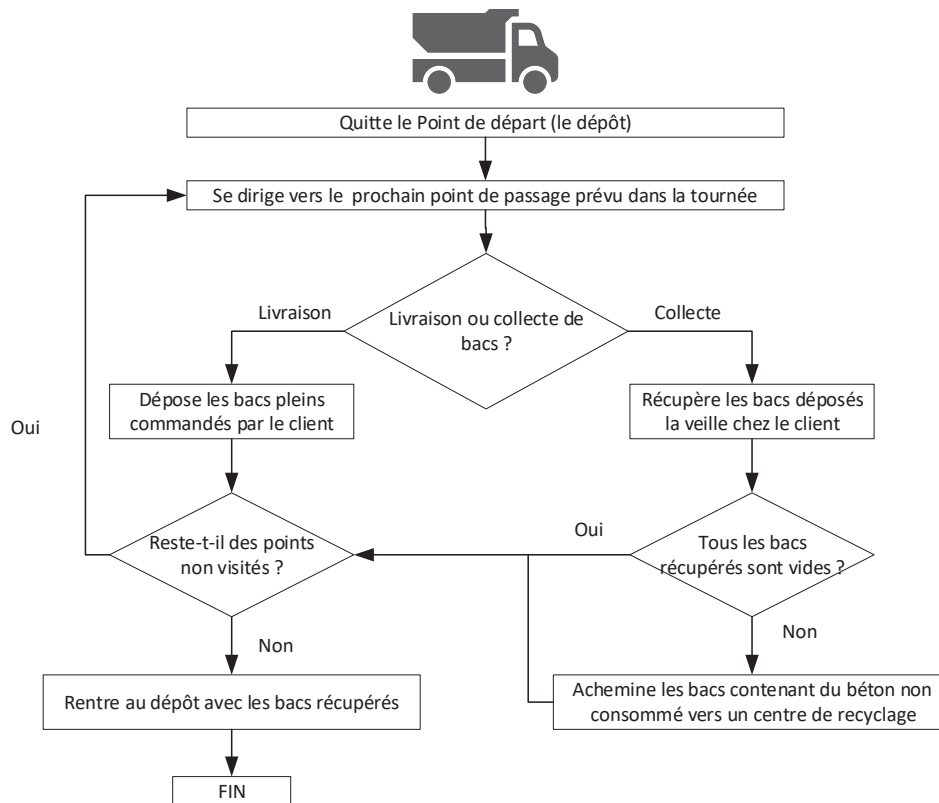 Quitte le Point de départ (le dépôt)
Se dirige vers le prochain point de passage prévu dans la tournée
Livraison
Livraison ou collecte de
bacs ?
Collecte
Dépose les bacs pleins
commandés par le client
Récupère les bacs déposés
la veille chez le client
Oui
Reste-t-il des points
non visités ?
Oui
Tous les bacs
récupérés sont vides ?
Non
Non
Rentre au dépôt avec les bacs récupérés
Achemine les bacs contenant du béton non
consommé vers un centre de recyclage
FIN